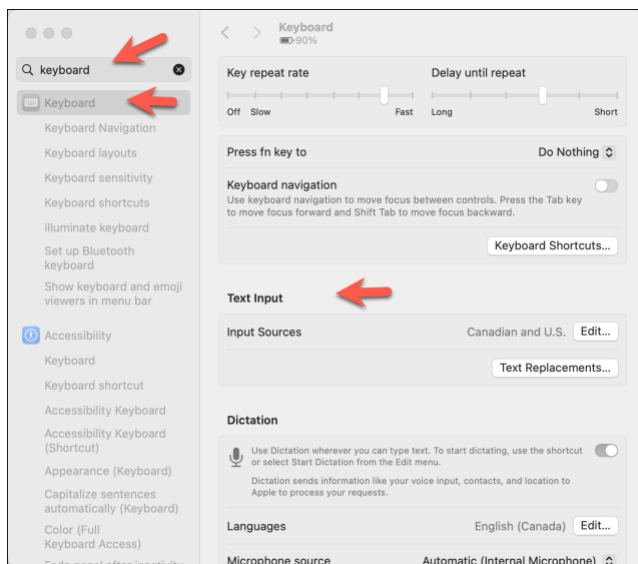 Keyboard
90%
keyboard
Keyboard
Keyboard Navigation
Keyboard layouts
Keyboard sensitivity
Keyboard shortcuts
Illuminate keyboard
Set up Bluetooth
keyboard
Show keyboard and emoji
viewers in menu bar
Accessibility
Keyboard
Keyboard shortcut
Accessibility Keyboard
Accessibility Keyboard
(Shortcut)
Appearance (Keyboard)
Capitalize sentences
automatically (Keyboard)
Color (Full
Keyboard Access)
Fade panel after inactivity
Key repeat rate
Delay until repeat
Off Slow Fast
Long Short
Press fn key to Do Nothing
Keyboard navigation
Use keyboard navigation to move focus between controls. Press the Tab key
to move focus forward and Shift Tab to move focus backward.
Keyboard Shortcuts...
Text Input
Input Sources Canadian and U.S. Edit...
Text Replacements...
Dictation
Use Dictation wherever you can type text. To start dictating, use the shortcut
or select Start Dictation from the Edit menu.
Dictation sends information like your voice input, contacts, and location to
Apple to process your requests.
Languages English (Canada) Edit...
Microphone source Automatic (Internal Microphone)